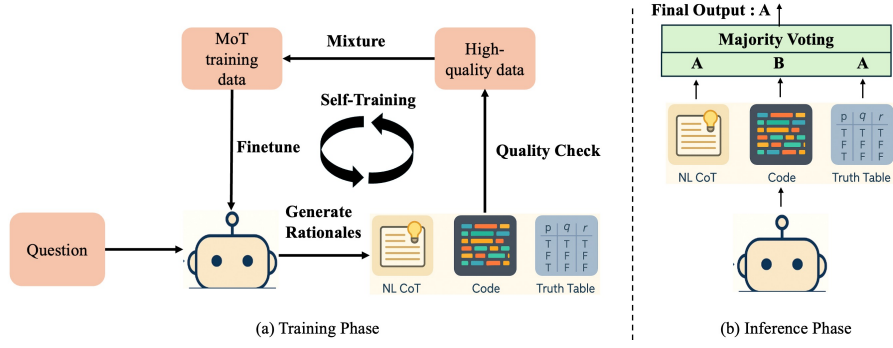 MoT
training
data
Mixture
High-
quality data
Self-Training
Finetune
Quality Check
Question
Generate
Rationales
p q r
T T T
F T F
T F F
NL CoT
Code
Truth Table
(a) Training Phase
Final Output : A
Majority Voting
A B A
p q r
T T T
F F F
T F F
NL CoT
Code
Truth Table
(b) Inference Phase